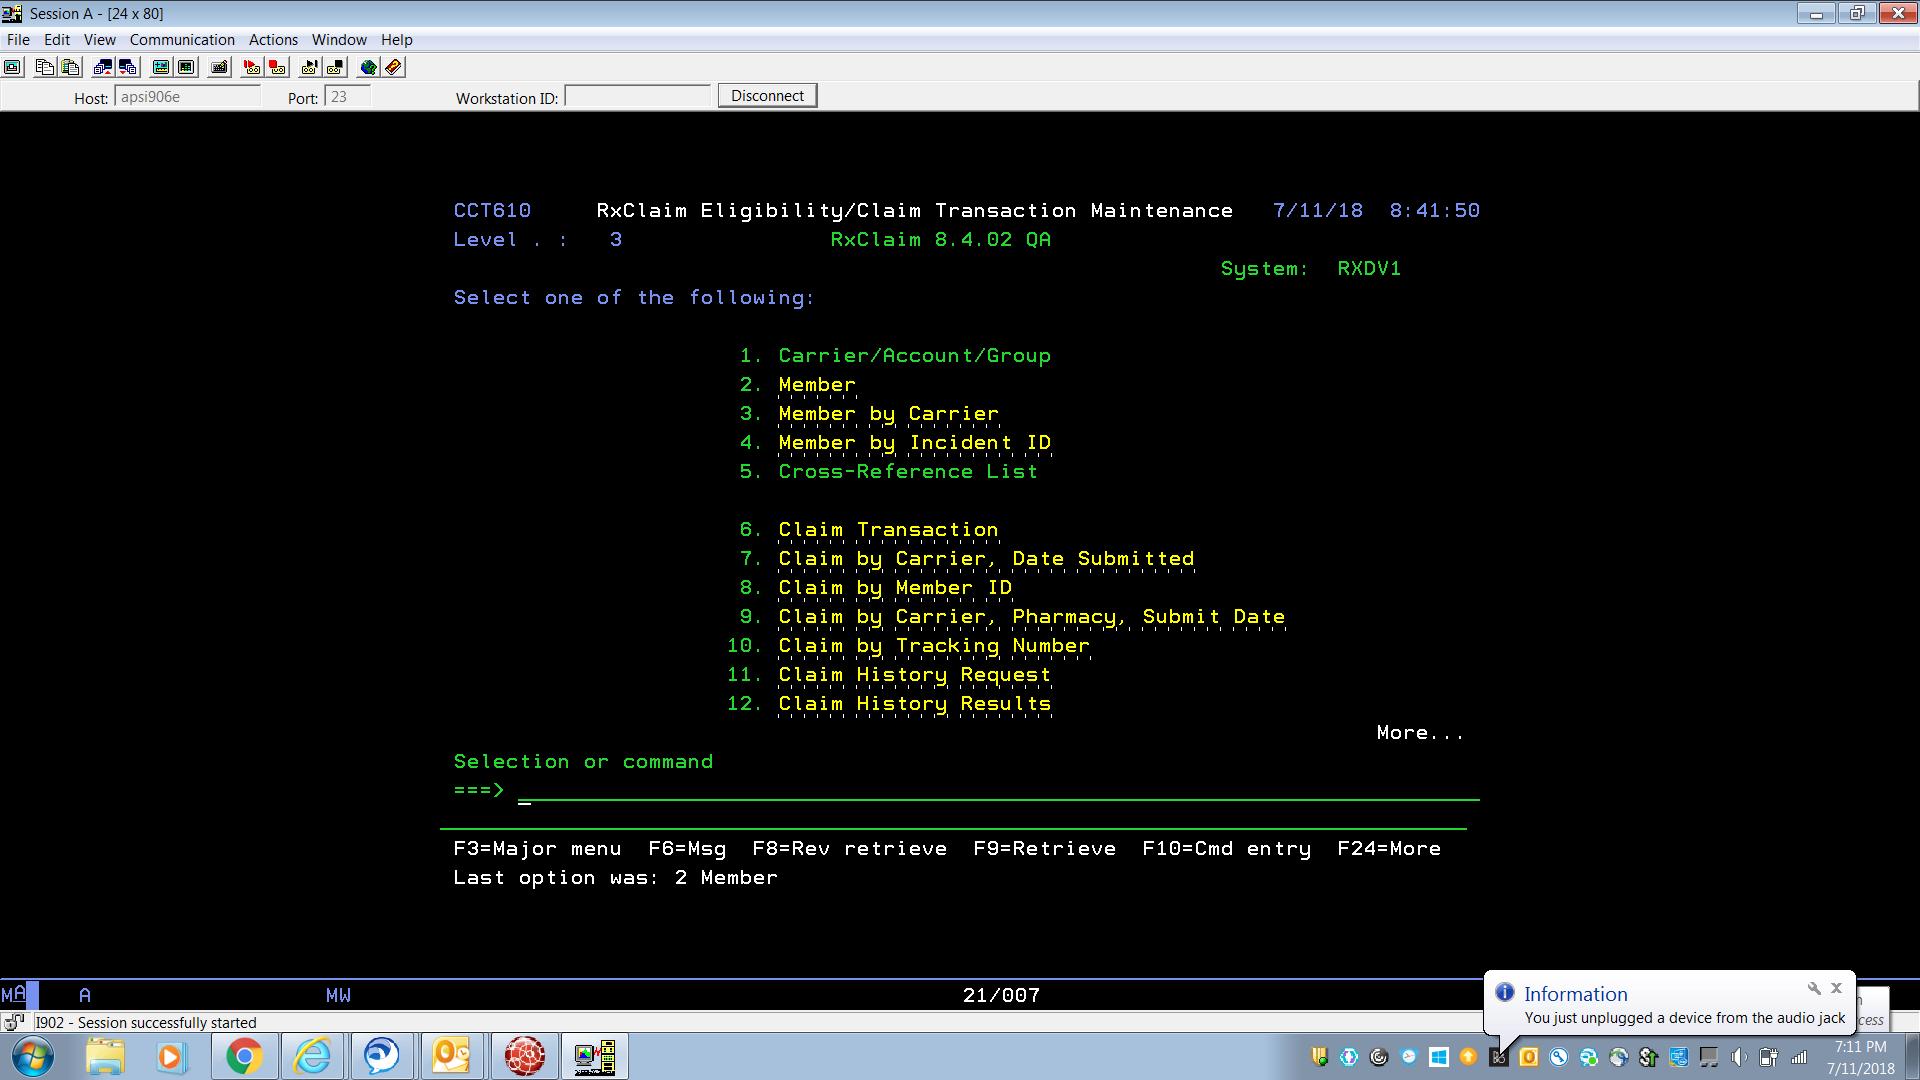 Session A - [24 x 80]
File Edit View Communication Actions Window Help
Host: apsi906e Port: 23 Workstation ID: Disconnect
CCT610 RxClaim Eligibility/Claim Transaction Maintenance 7/11/18 8:41:50
Level . : 3 RxClaim 8.4.02 QA
System: RXDV1
Select one of the following:
1. Carrier/Account/Group
2. Member
3. Member by Carrier
4. Member by Incident ID
5. Cross-Reference List
6. Claim Transaction
7. Claim by Carrier, Date Submitted
8. Claim by Member ID
9. Claim by Carrier, Pharmacy, Submit Date
10. Claim by Tracking Number
11. Claim History Request
12. Claim History Results
More...
Selection or command
===>
F3=Major menu F6=Msg F8=Rev retrieve F9=Retrieve F10=Cmd entry F24=More
Last option was: 2 Member
MA A MW 21/007
Information
You just unplugged a device from the audio jack
I902 - Session successfully started
7:11 PM
7/11/2018